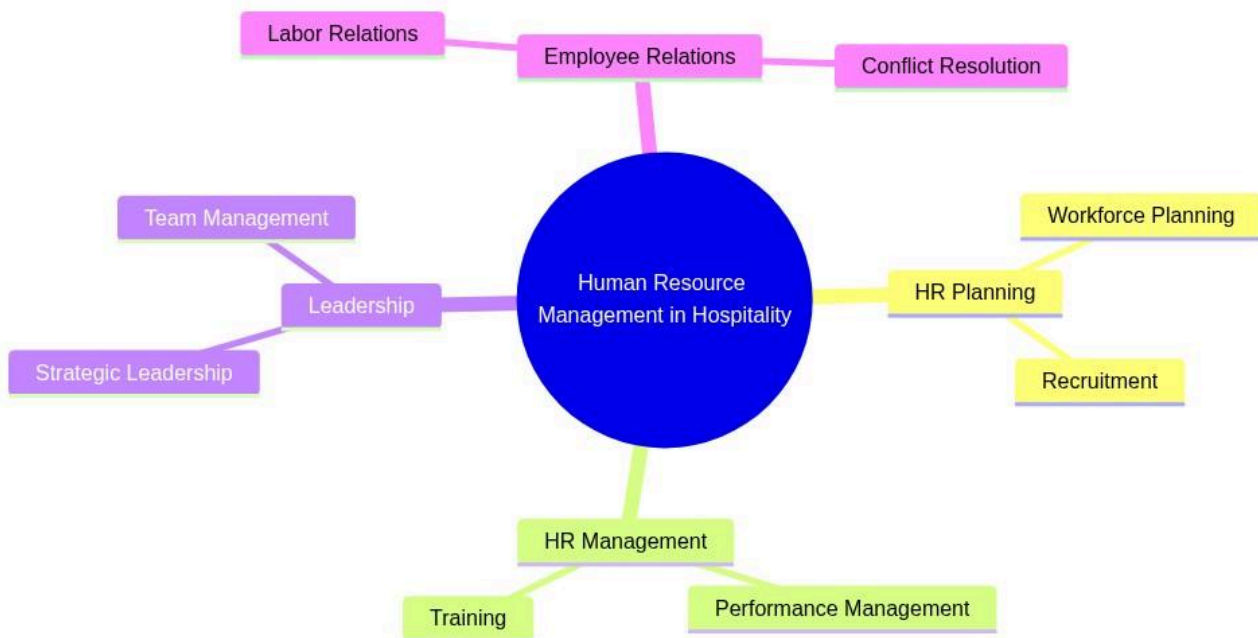 Labor Relations
Employee Relations
Conflict Resolution
Team Management
Leadership
Strategic Leadership
Human Resource
Management in Hospitality
Workforce Planning
HR Planning
Recruitment
HR Management
Training
Performance Management